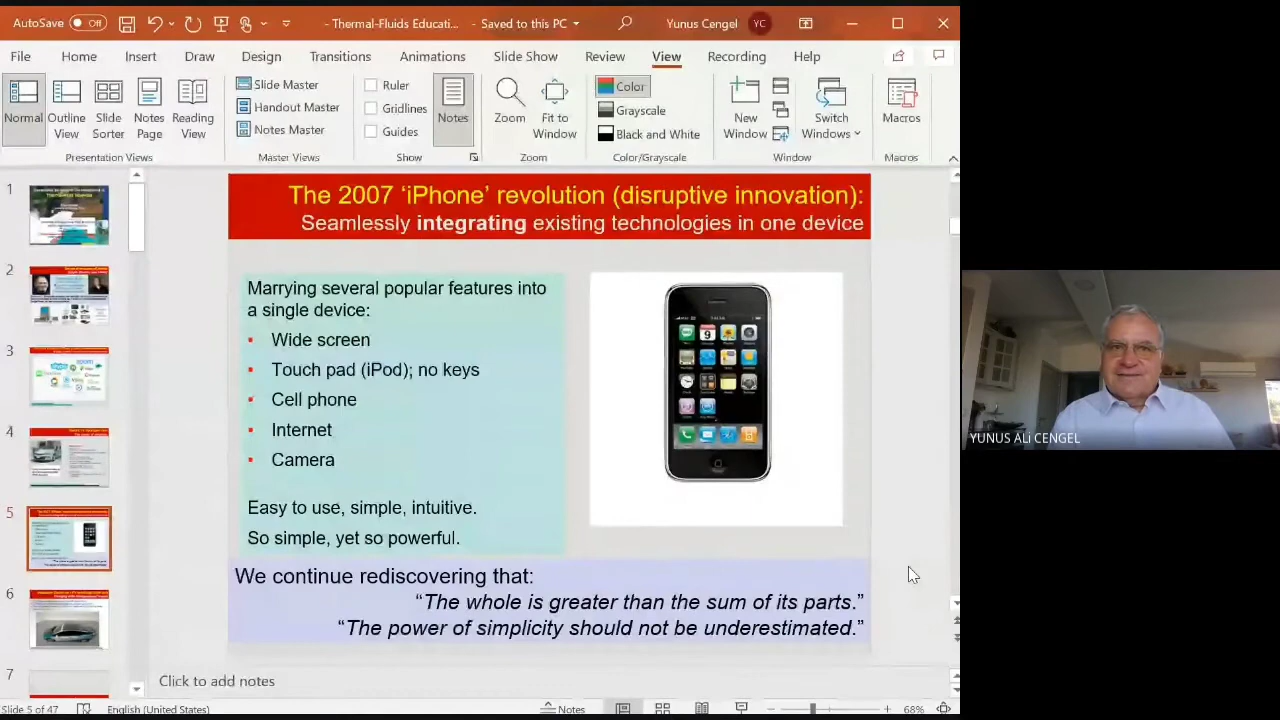 AutoSave
Off
- Thermal-Fluids Educati... - Saved to this PC
Yunus Cengel
YC
File
Home
Insert
Draw
Design
Transitions
Animations
Slide Show
Review
View
Recording
Help
Normal
Outline View
Slide Sorter
Notes Page
Reading View
Presentation Views
Slide Master
Handout Master
Notes Master
Master Views
Ruler
Gridlines
Guides
Show
Notes
Zoom
Fit to Window
Zoom
Color
Grayscale
Black and White
Color/Grayscale
New Window
Switch Windows
Window
Macros
Macros
1
2
3
4
5
6
7
The 2007 ‘iPhone’ revolution (disruptive innovation):
Seamlessly integrating existing technologies in one device
Marrying several popular features into
a single device:
Wide screen
Touch pad (iPod); no keys
Cell phone
Internet
Camera
Easy to use, simple, intuitive.
So simple, yet so powerful.
We continue rediscovering that:
“The whole is greater than the sum of its parts.”
“The power of simplicity should not be underestimated.”
Click to add notes
Slide 5 of 47
English (United States)
Notes
68%
YUNUS ALi CENGEL